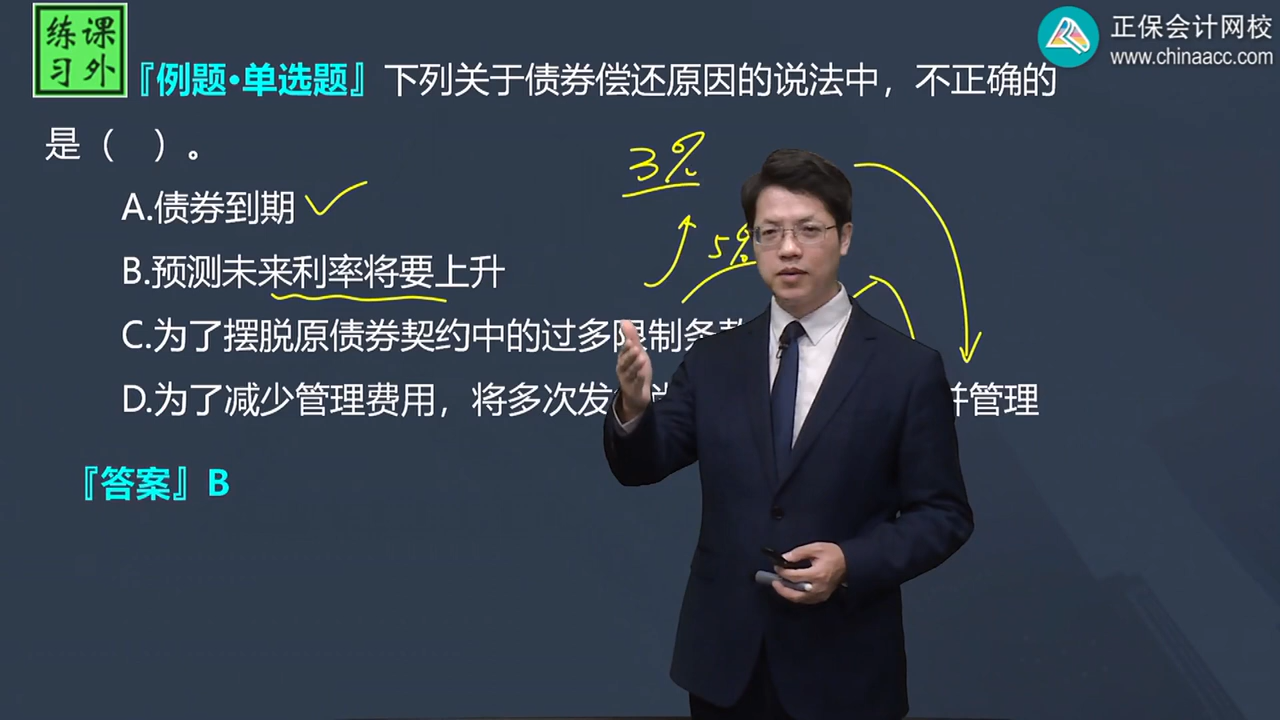 练课
习外
正保会计网校
www.chinaacc.com
『例题·单选题』下列关于债券偿还原因的说法中，不正确的
是（　）。
3%
A.债券到期
5%
B.预测未来利率将要上升
C.为了摆脱原债券契约中的过多限制条款
D.为了减少管理费用，将多次发 并管理
『答案』B